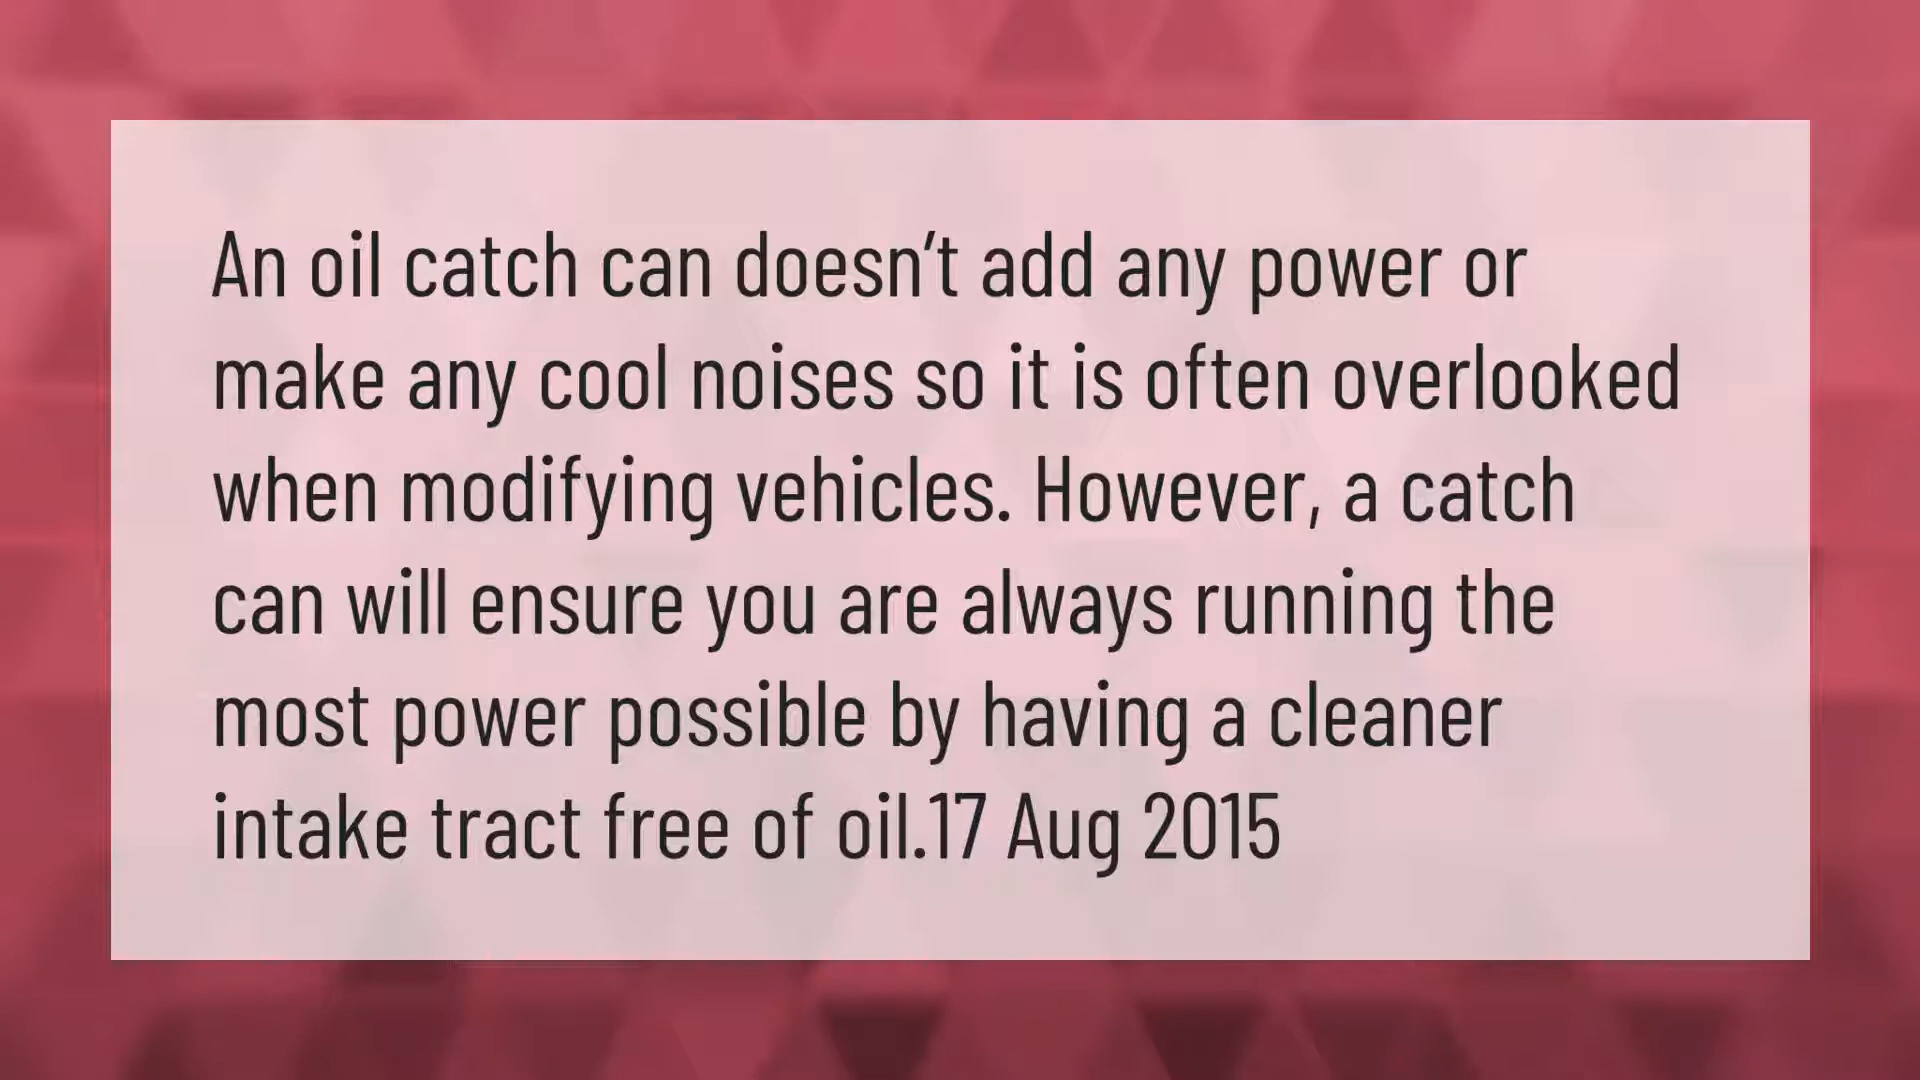 An oil catch can doesn’t add any power or
make any cool noises so it is often overlooked
when modifying vehicles. However, a catch
can will ensure you are always running the
most power possible by having a cleaner
intake tract free of oil.17 Aug 2015